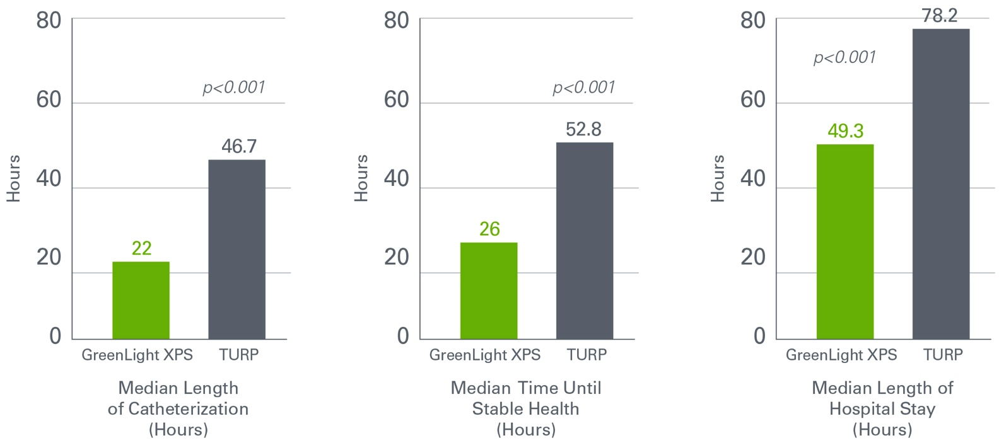 80
60
40
20
0
Hours
p<0.001
22
46.7
GreenLight XPS
TURP
Median Length
of Catheterization
(Hours)
80
60
40
20
0
Hours
p<0.001
26
52.8
GreenLight XPS
TURP
Median Time Until
Stable Health
(Hours)
80
60
40
20
0
Hours
p<0.001
49.3
78.2
GreenLight XPS
TURP
Median Length of
Hospital Stay
(Hours)